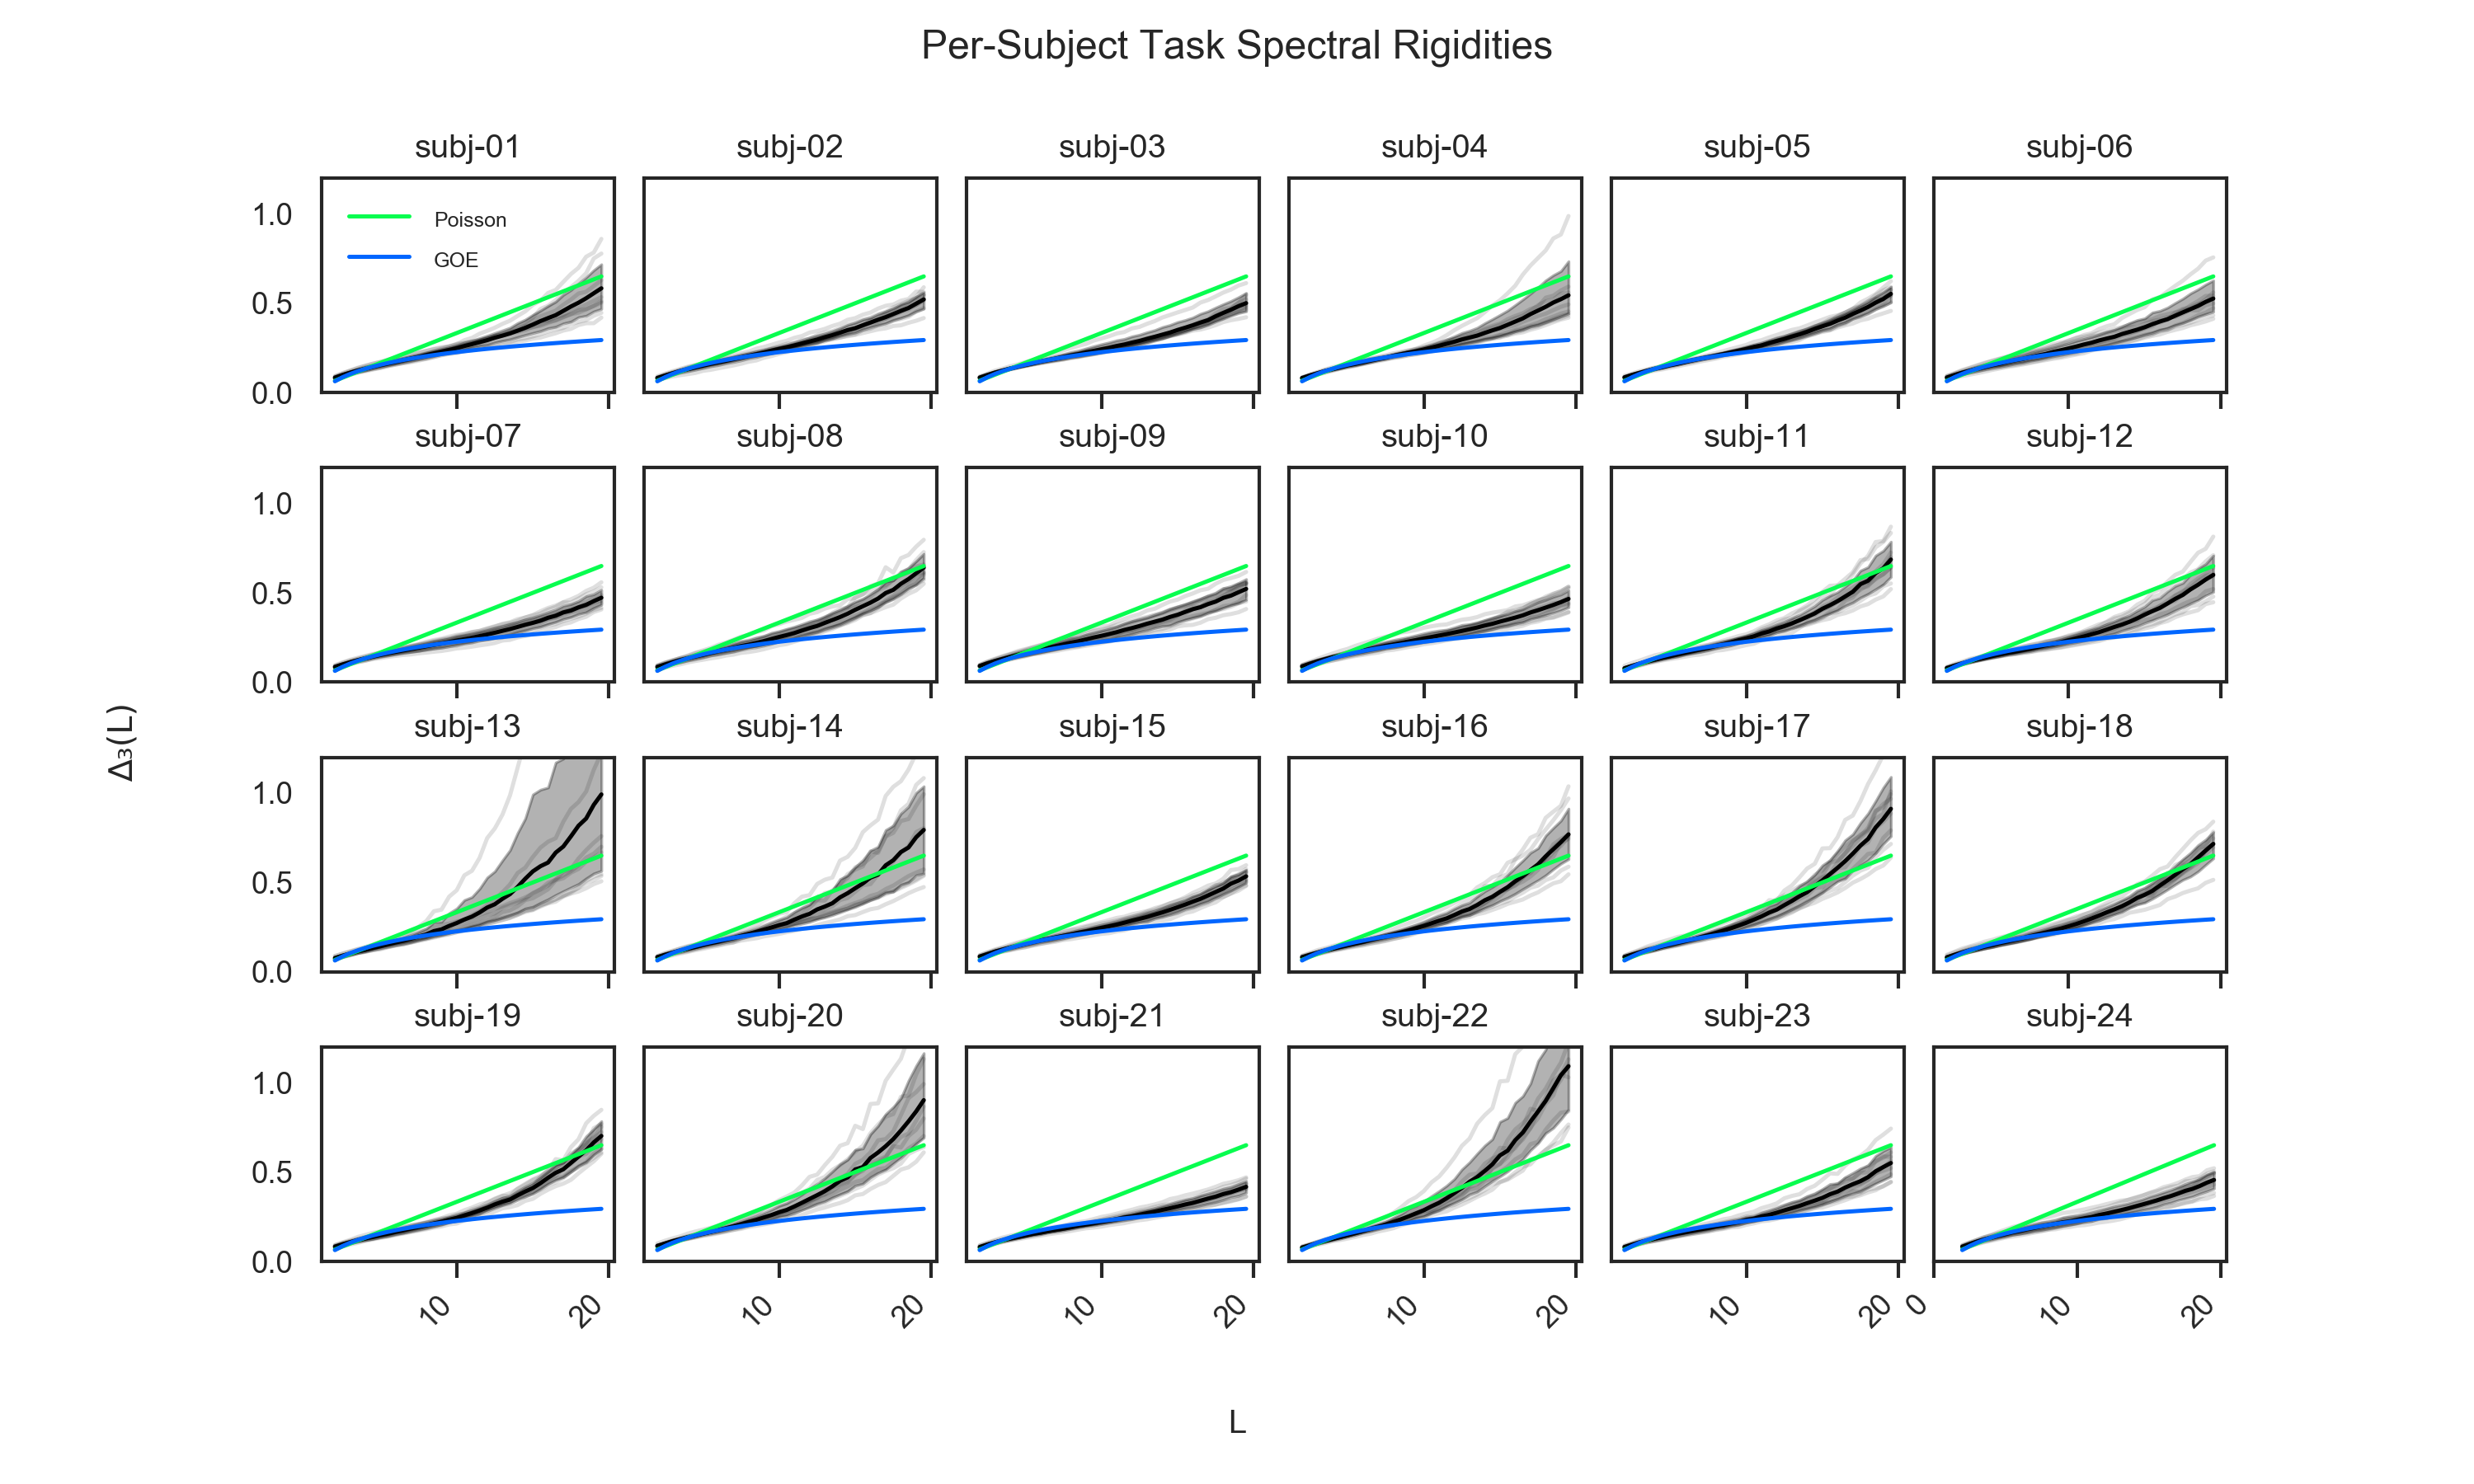 Per-Subject Task Spectral Rigidities
subj-01 subj-02 subj-03 subj-04 subj-05 subj-06
Poisson
GOE
1.0
0.5
0.0
subj-07 subj-08 subj-09 subj-10 subj-11 subj-12
1.0
0.5
0.0
Δ₃(L)
subj-13 subj-14 subj-15 subj-16 subj-17 subj-18
1.0
0.5
0.0
subj-19 subj-20 subj-21 subj-22 subj-23 subj-24
1.0
0.5
0.0
10 20 10 20 10 20 10 20 10 20 0 10 20
L